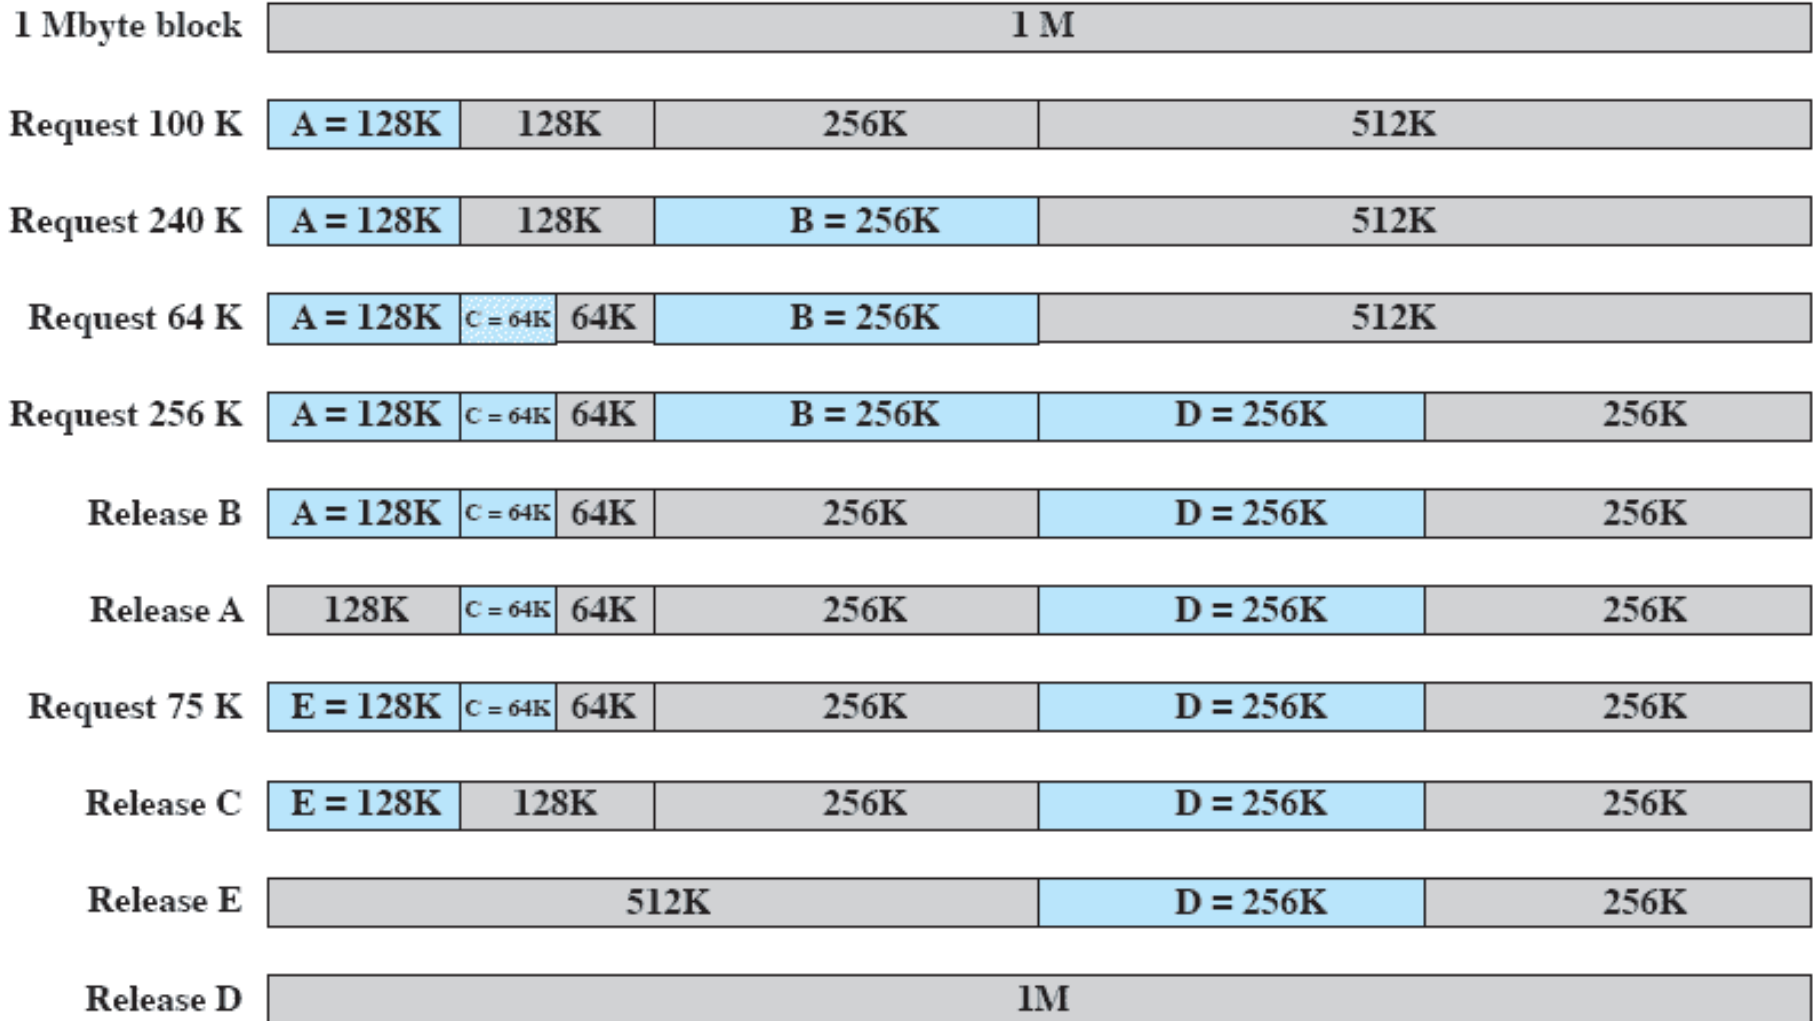 1 Mbyte block 1 M
Request 100 K A = 128K 128K 256K 512K
Request 240 K A = 128K 128K B = 256K 512K
Request 64 K A = 128K C = 64K 64K B = 256K 512K
Request 256 K A = 128K C = 64K 64K B = 256K D = 256K 256K
Release B A = 128K C = 64K 64K 256K D = 256K 256K
Release A 128K C = 64K 64K 256K D = 256K 256K
Request 75 K E = 128K C = 64K 64K 256K D = 256K 256K
Release C E = 128K 128K 256K D = 256K 256K
Release E 512K D = 256K 256K
Release D 1M